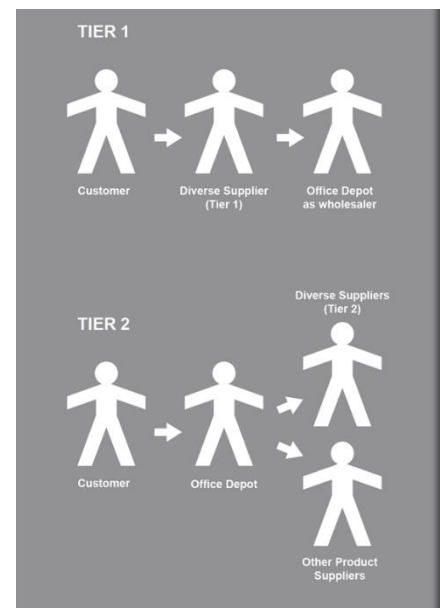 TIER 1
Customer
Diverse Supplier
(Tier 1)
Office Depot
as wholesaler
TIER 2
Diverse Suppliers
(Tier 2)
Customer
Office Depot
Other Product
Suppliers